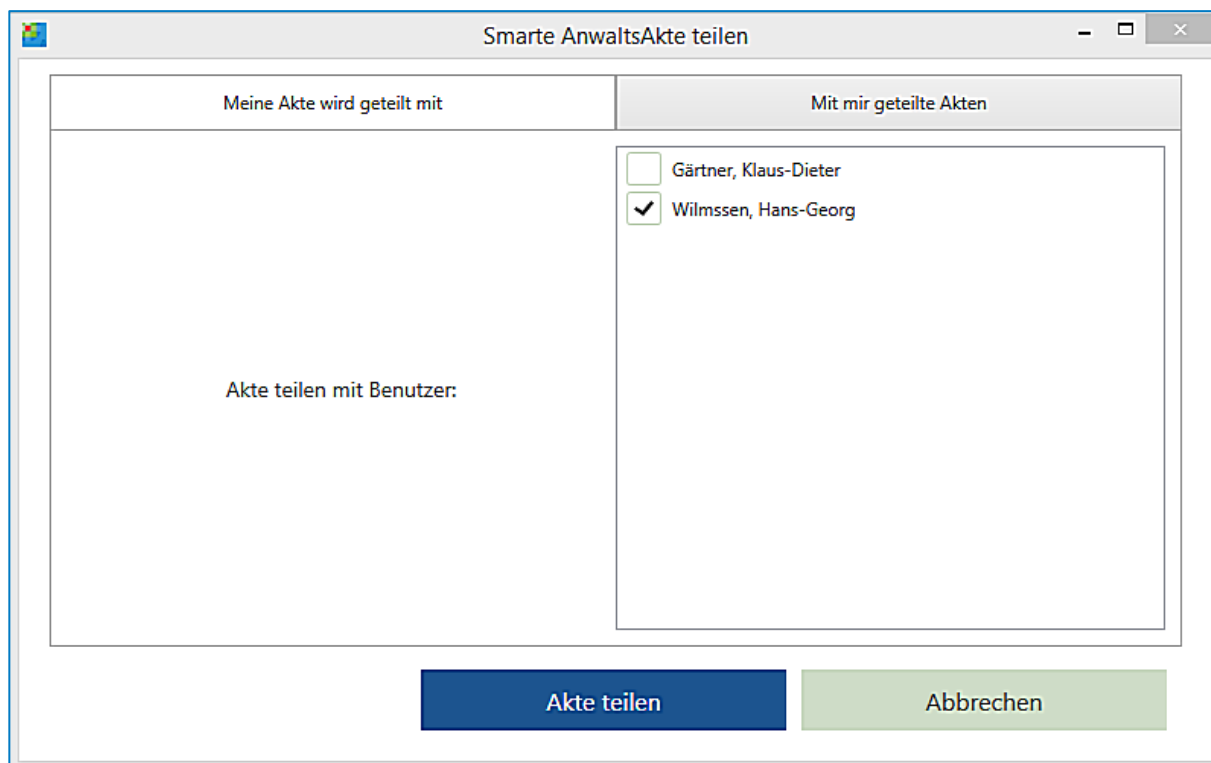 Smarte AnwaltsAkte teilen
Meine Akte wird geteilt mit
Mit mir geteilte Akten
Gärtner, Klaus-Dieter
Wilmssen, Hans-Georg
Akte teilen mit Benutzer:
Akte teilen
Abbrechen